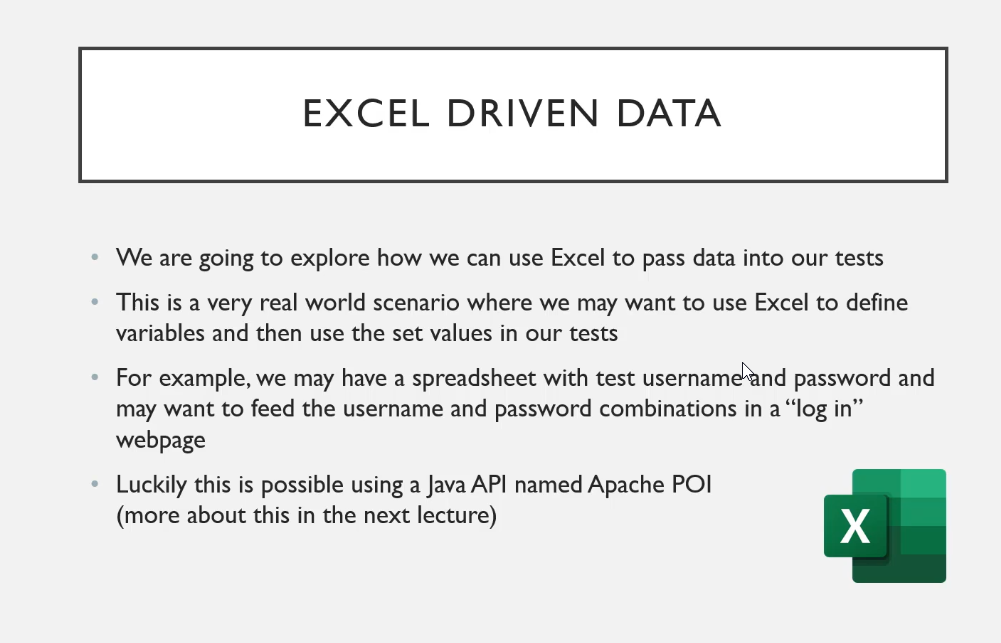 EXCEL DRIVEN DATA
• We are going to explore how we can use Excel to pass data into our tests
• This is a very real world scenario where we may want to use Excel to define
variables and then use the set values in our tests
• For example, we may have a spreadsheet with test username and password and
may want to feed the username and password combinations in a “log in”
webpage
• Luckily this is possible using a Java API named Apache POI
(more about this in the next lecture)
X